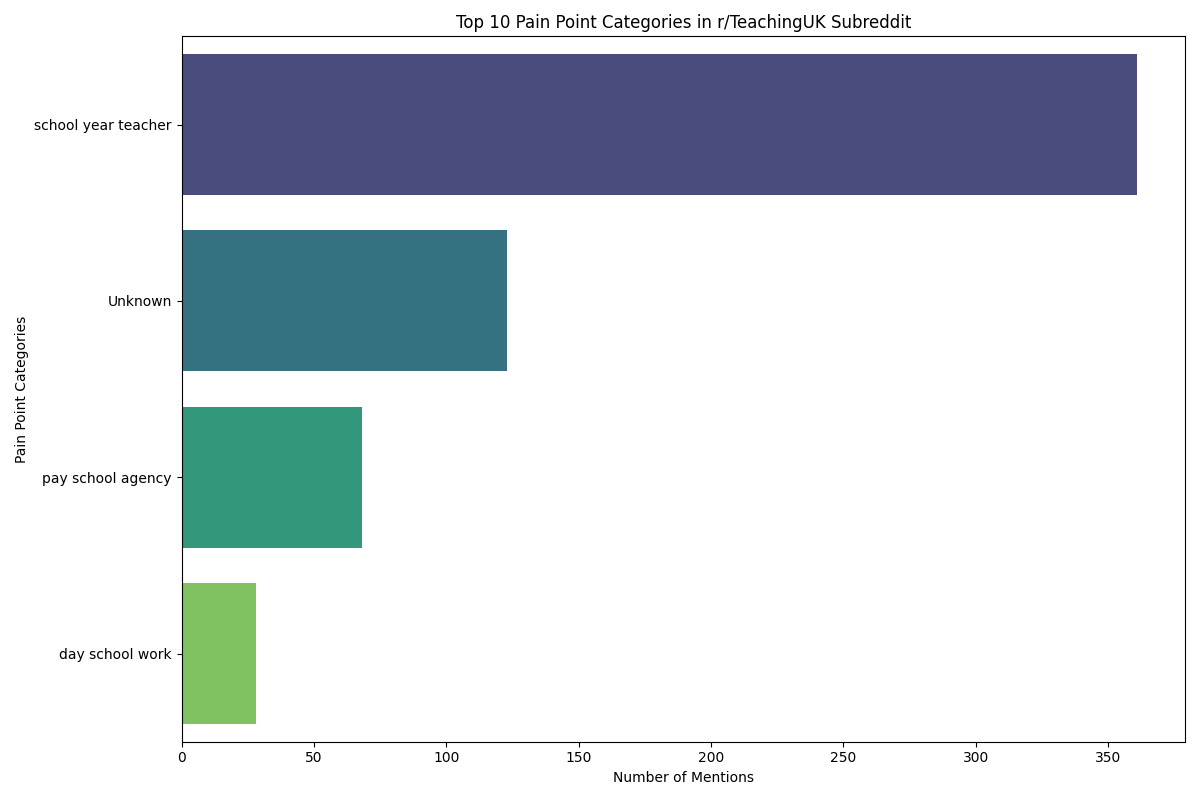 Top 10 Pain Point Categories in r/TeachingUK Subreddit
Pain Point Categories
school year teacher
Unknown
pay school agency
day school work
0 50 100 150 200 250 300 350
Number of Mentions